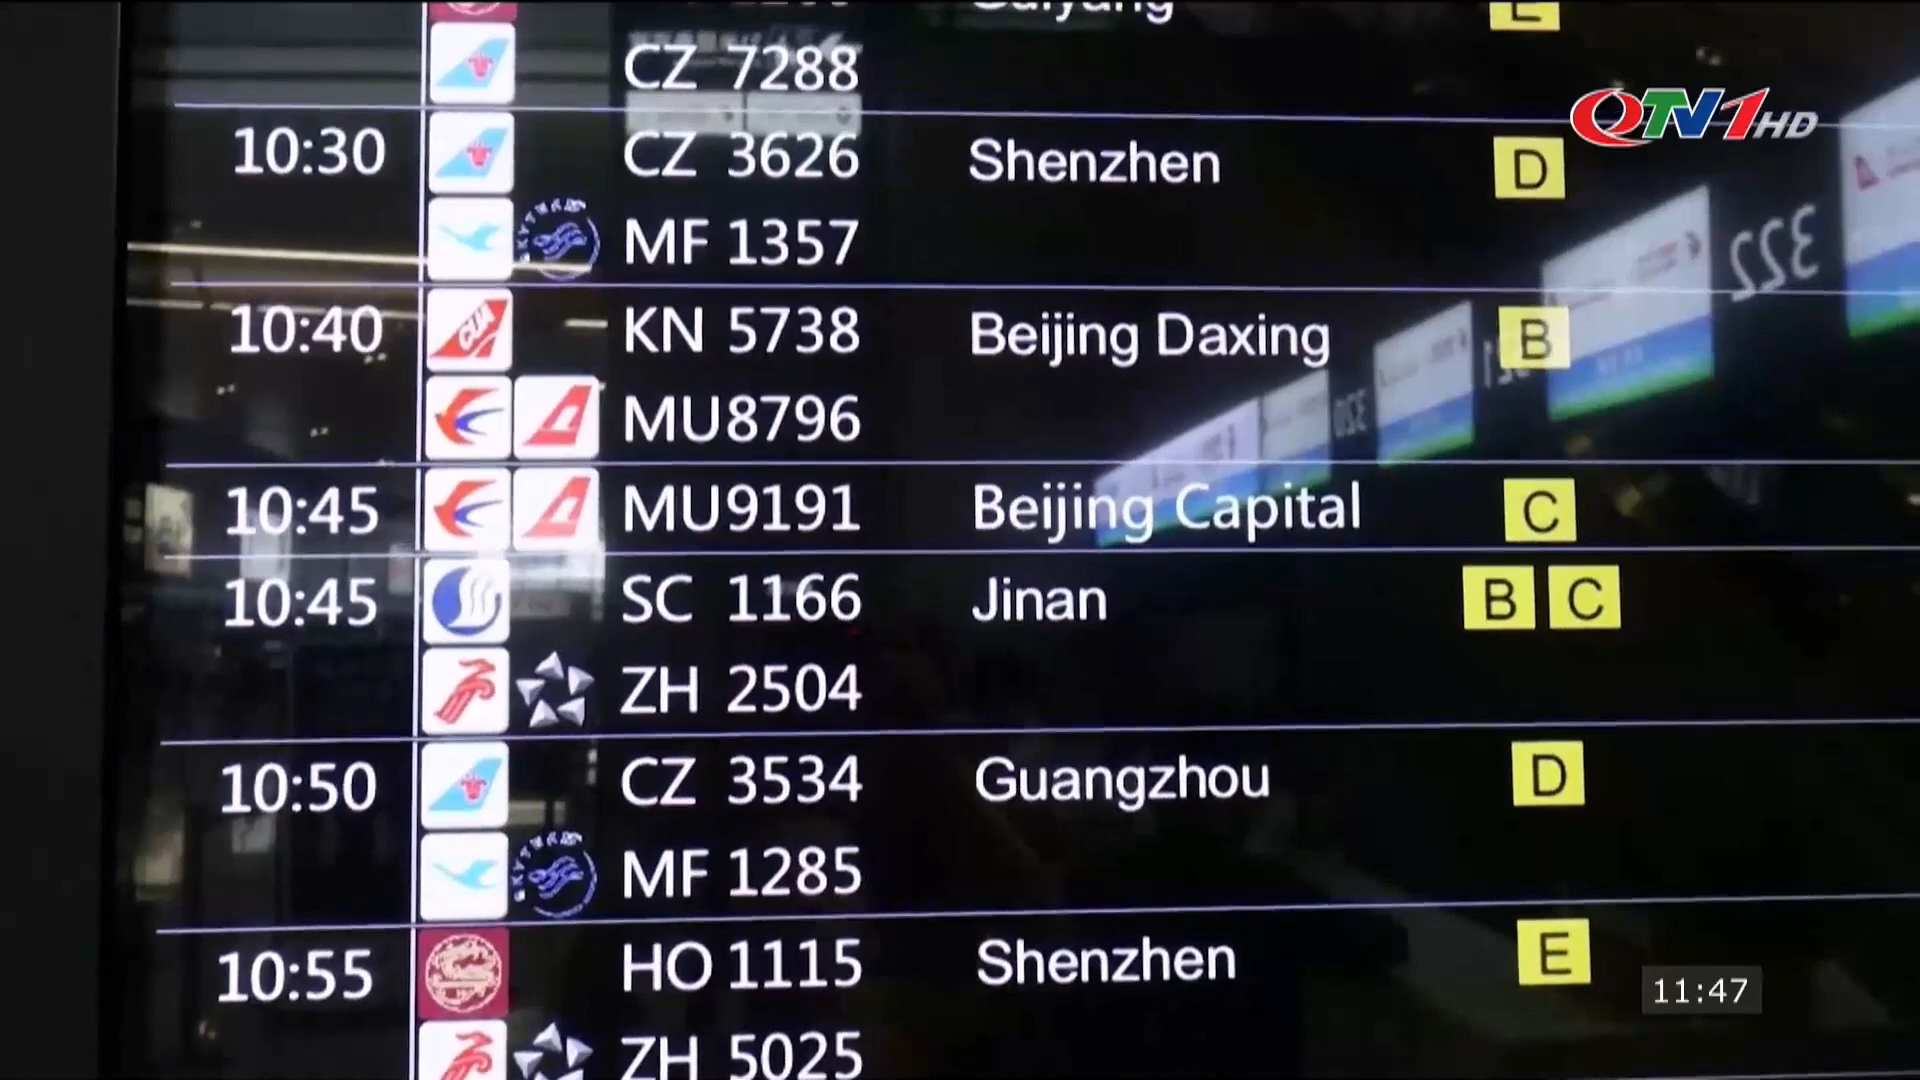 CZ 7288
QTV1HD
10:30 CZ 3626 Shenzhen D
MF 1357
322
10:40 KN 5738 Beijing Daxing B
MU8796
320
10:45 MU9191 Beijing Capital C
10:45 SC 1166 Jinan B C
ZH 2504
10:50 CZ 3534 Guangzhou D
MF 1285
10:55 HO 1115 Shenzhen E
11:47
ZH 5025